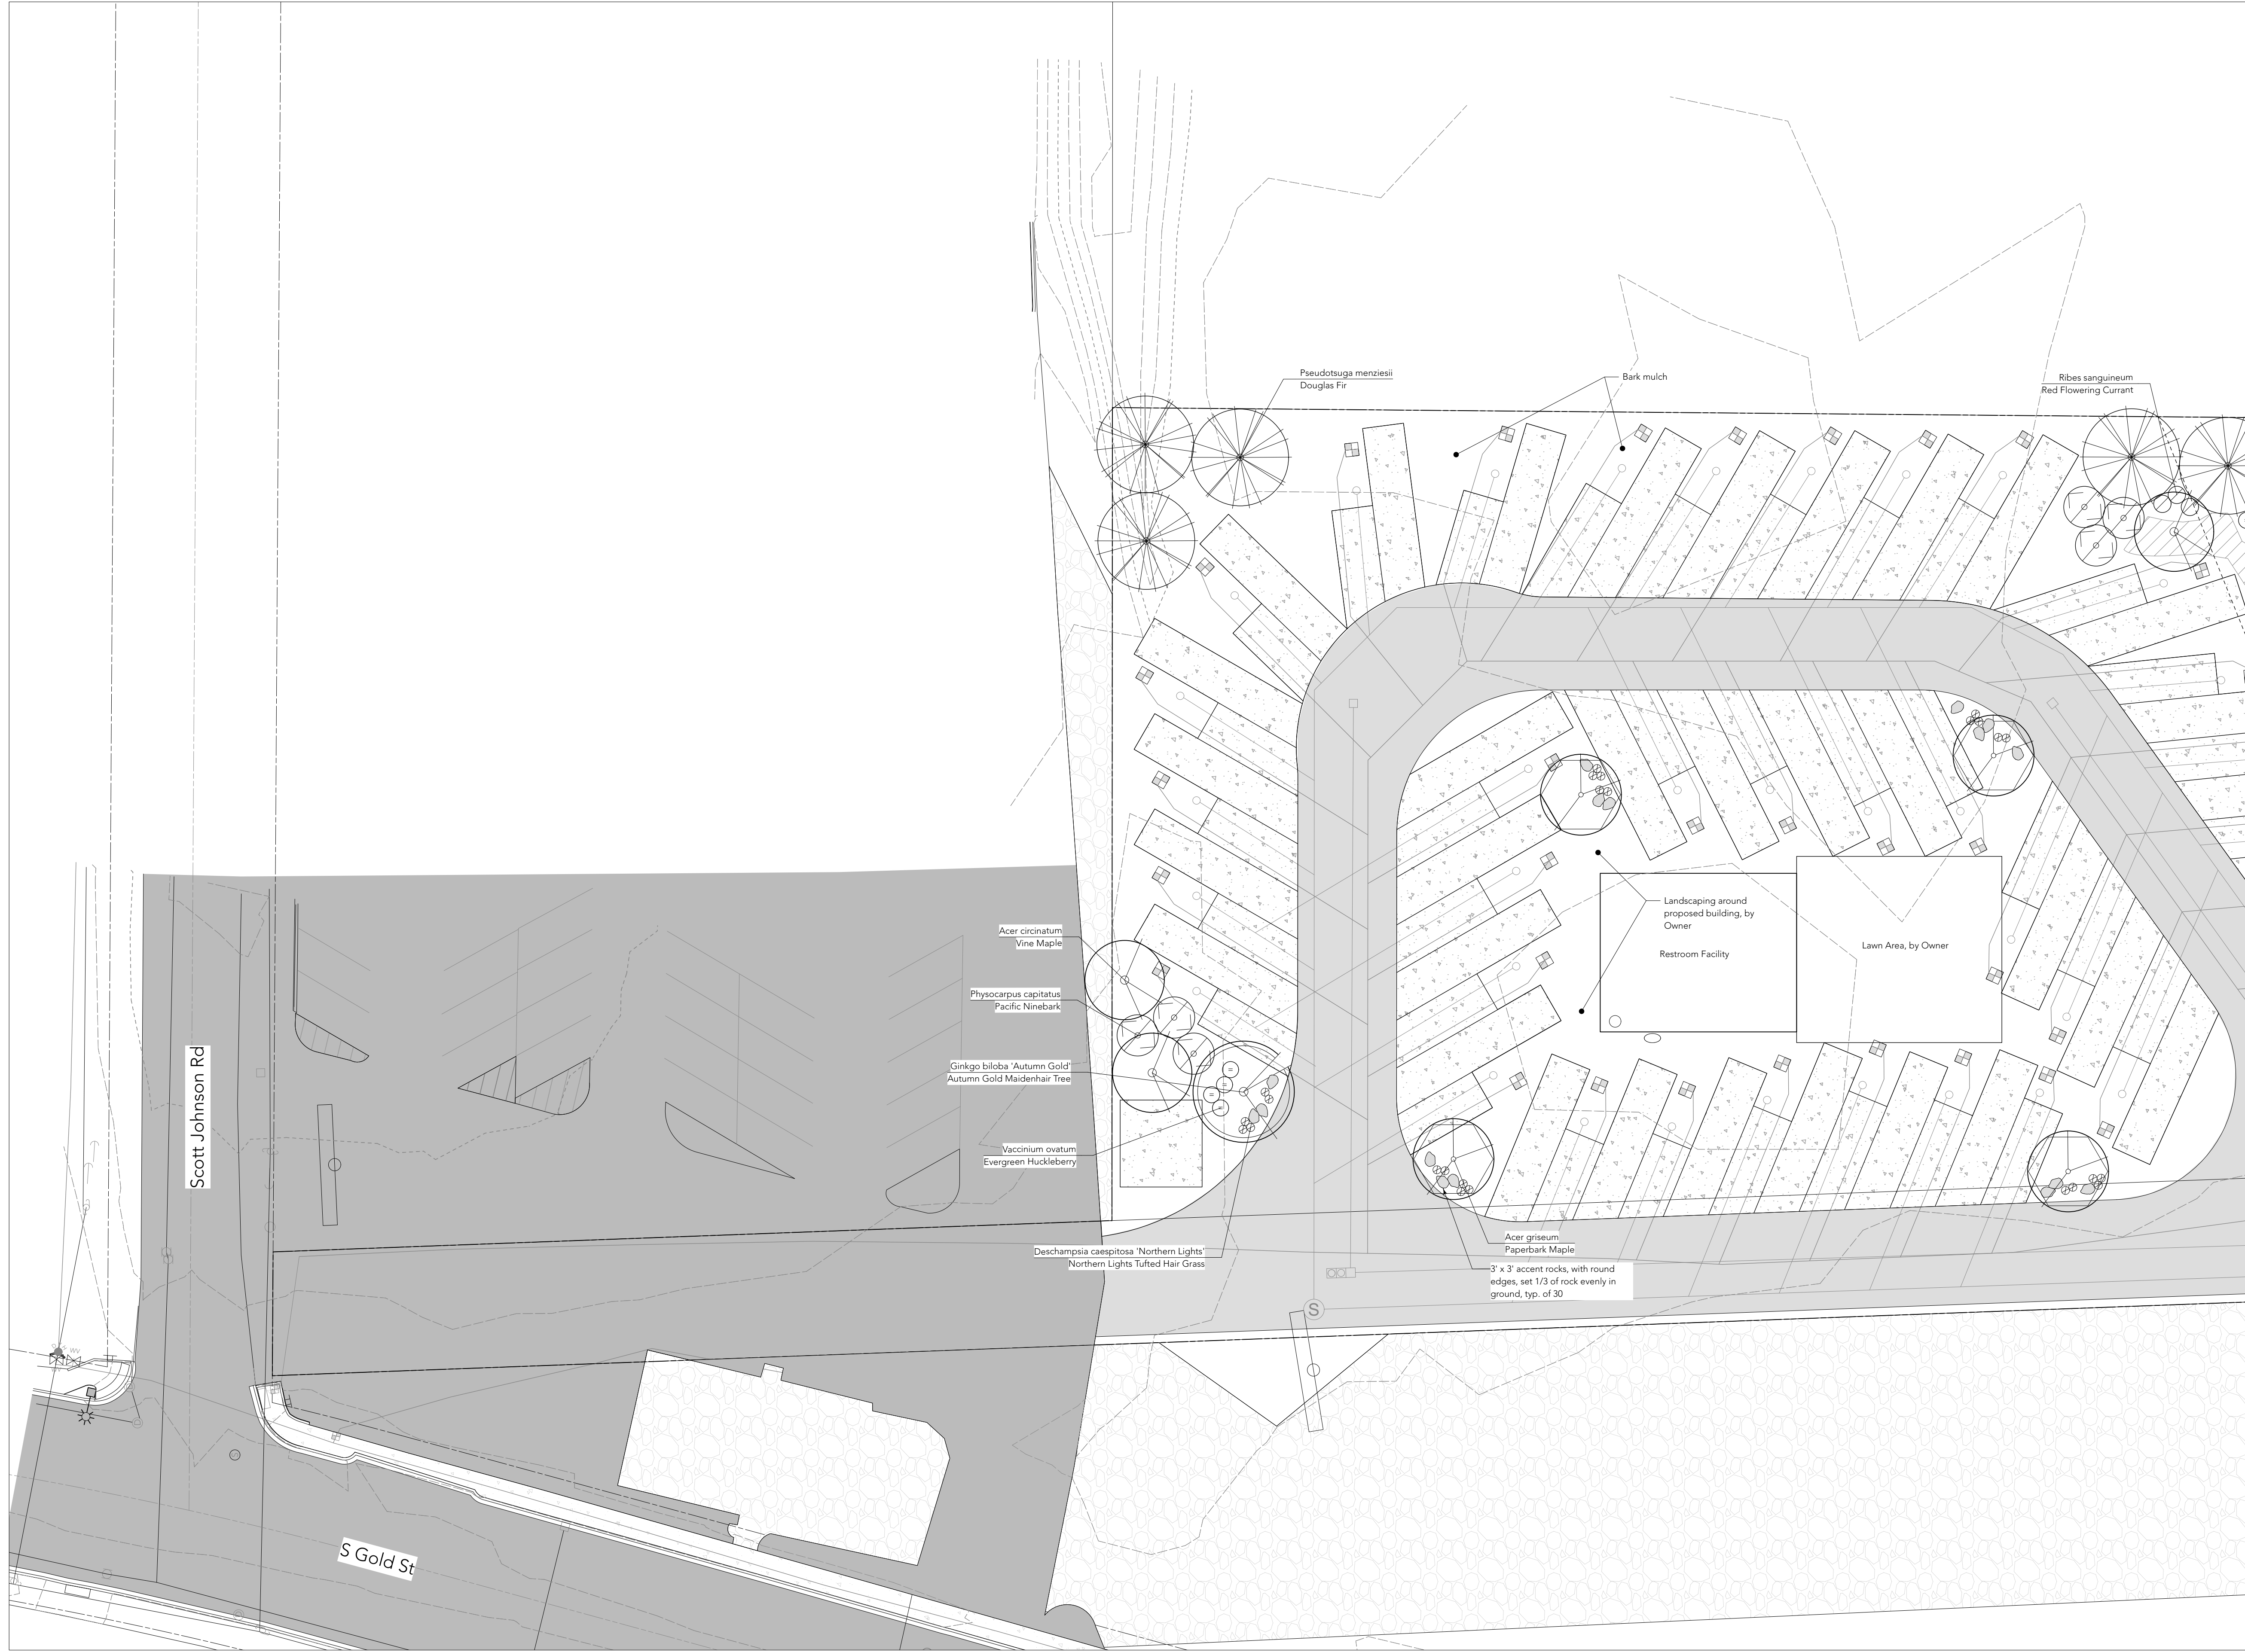 Pseudotsuga menziesii
Douglas Fir
Bark mulch
Ribes sanguineum
Red Flowering Currant
Landscaping around
proposed building, by
Owner
Restroom Facility
Lawn Area, by Owner
Acer circinatum
Vine Maple
Physocarpus capitatus
Pacific Ninebark
Ginkgo biloba 'Autumn Gold'
Autumn Gold Maidenhair Tree
Vaccinium ovatum
Evergreen Huckleberry
Deschampsia caespitosa 'Northern Lights'
Northern Lights Tufted Hair Grass
Acer griseum
Paperbark Maple
3' x 3' accent rocks, with round
edges, set 1/3 of rock evenly in
ground, typ. of 30
S
Scott Johnson Rd
WV
S Gold St